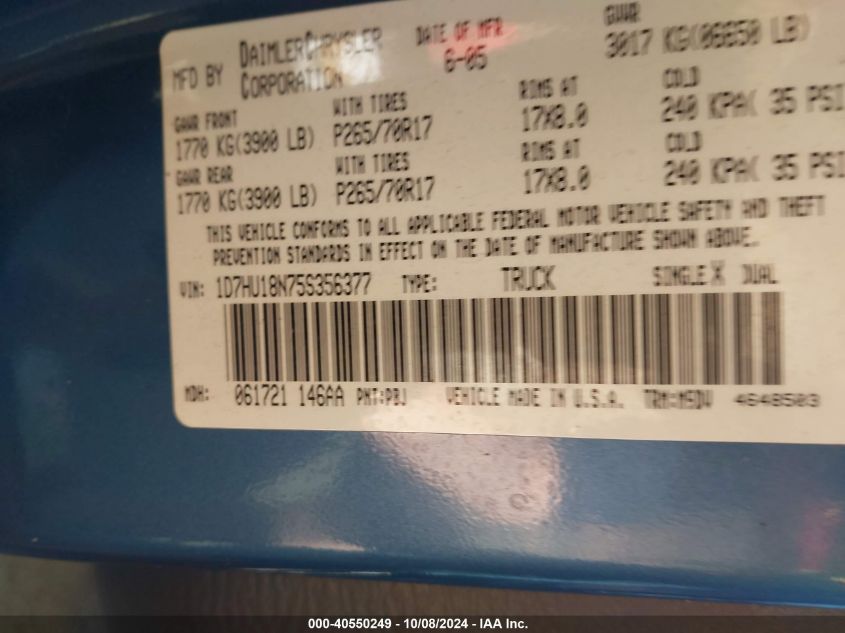 MFD BY DAIMLERCHRYSLER CORPORATION DATE OF MFR 6-05 GVWR 3017 KG(06650 LB)
GAWR FRONT WITH TIRES RIMS AT COLD
1770 KG(3900 LB) P265/70R17 17X8.0 240 KPA( 35 PSI
GAWR REAR WITH TIRES RIMS AT COLD
1770 KG(3900 LB) P265/70R17 17X8.0 240 KPA( 35 PSI
THIS VEHICLE CONFORMS TO ALL APPLICABLE FEDERAL MOTOR VEHICLE SAFETY AND THEFT
PREVENTION STANDARDS IN EFFECT ON THE DATE OF MANUFACTURE SHOWN ABOVE.
VIN: 1D7HU18N75S356377 TYPE: TRUCK SINGLE X DUAL
MDH: 061721 146AA PNT:PBJ VEHICLE MADE IN U.S.A. TRM:MSDV 4648503
000-40550249 - 10/08/2024 - IAA Inc.